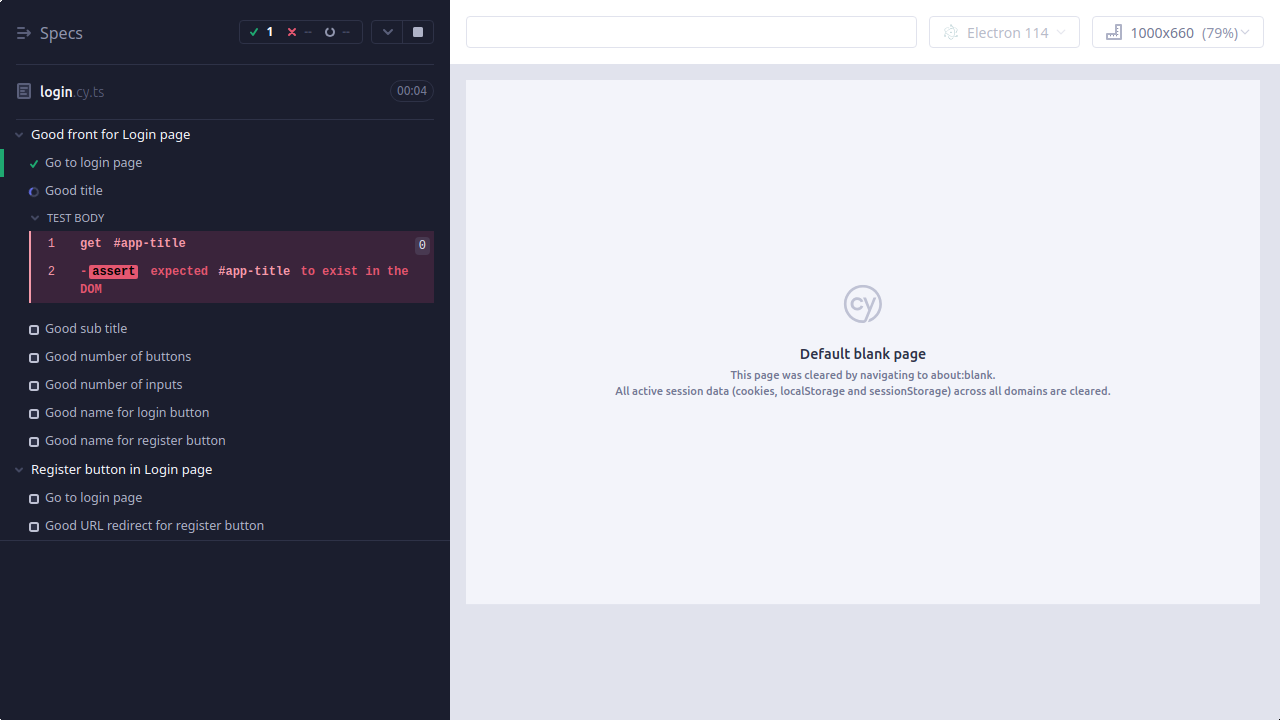 Specs
1
--
--
Electron 114
1000x660 (79%)
login.cy.ts
00:04
Good front for Login page
Go to login page
Good title
TEST BODY
1 get #app-title 0
2 -assert expected #app-title to exist in the
DOM
Good sub title
Good number of buttons
Good number of inputs
Good name for login button
Good name for register button
Register button in Login page
Go to login page
Good URL redirect for register button
cy
Default blank page
This page was cleared by navigating to about:blank.
All active session data (cookies, localStorage and sessionStorage) across all domains are cleared.